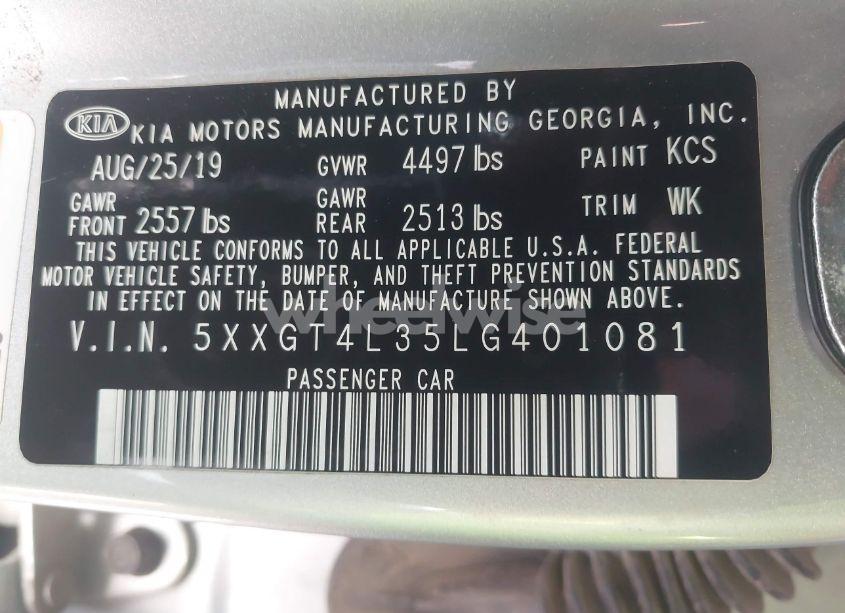 MANUFACTURED BY
KIA KIA MOTORS MANUFACTURING GEORGIA, INC.
AUG/25/19 GVWR 4497 lbs PAINT KCS
GAWR FRONT 2557 lbs GAWR REAR 2513 lbs TRIM WK
THIS VEHICLE CONFORMS TO ALL APPLICABLE U.S.A. FEDERAL
MOTOR VEHICLE SAFETY, BUMPER, AND THEFT PREVENTION STANDARDS
IN EFFECT ON THE DATE OF MANUFACTURE SHOWN ABOVE.
wheelwise
V.I.N. 5XXGT4L35LG401081
PASSENGER CAR